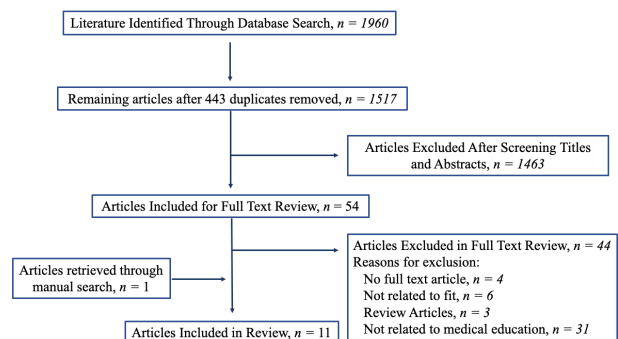 Literature Identified Through Database Search, n = 1960
Remaining articles after 443 duplicates removed, n = 1517
Articles Excluded After Screening Titles
and Abstracts, n = 1463
Articles Included for Full Text Review, n = 54
Articles Excluded in Full Text Review, n = 44
Reasons for exclusion:
No full text article, n = 4
Not related to fit, n = 6
Review Articles, n = 3
Not related to medical education, n = 31
Articles retrieved through
manual search, n = 1
Articles Included in Review, n = 11